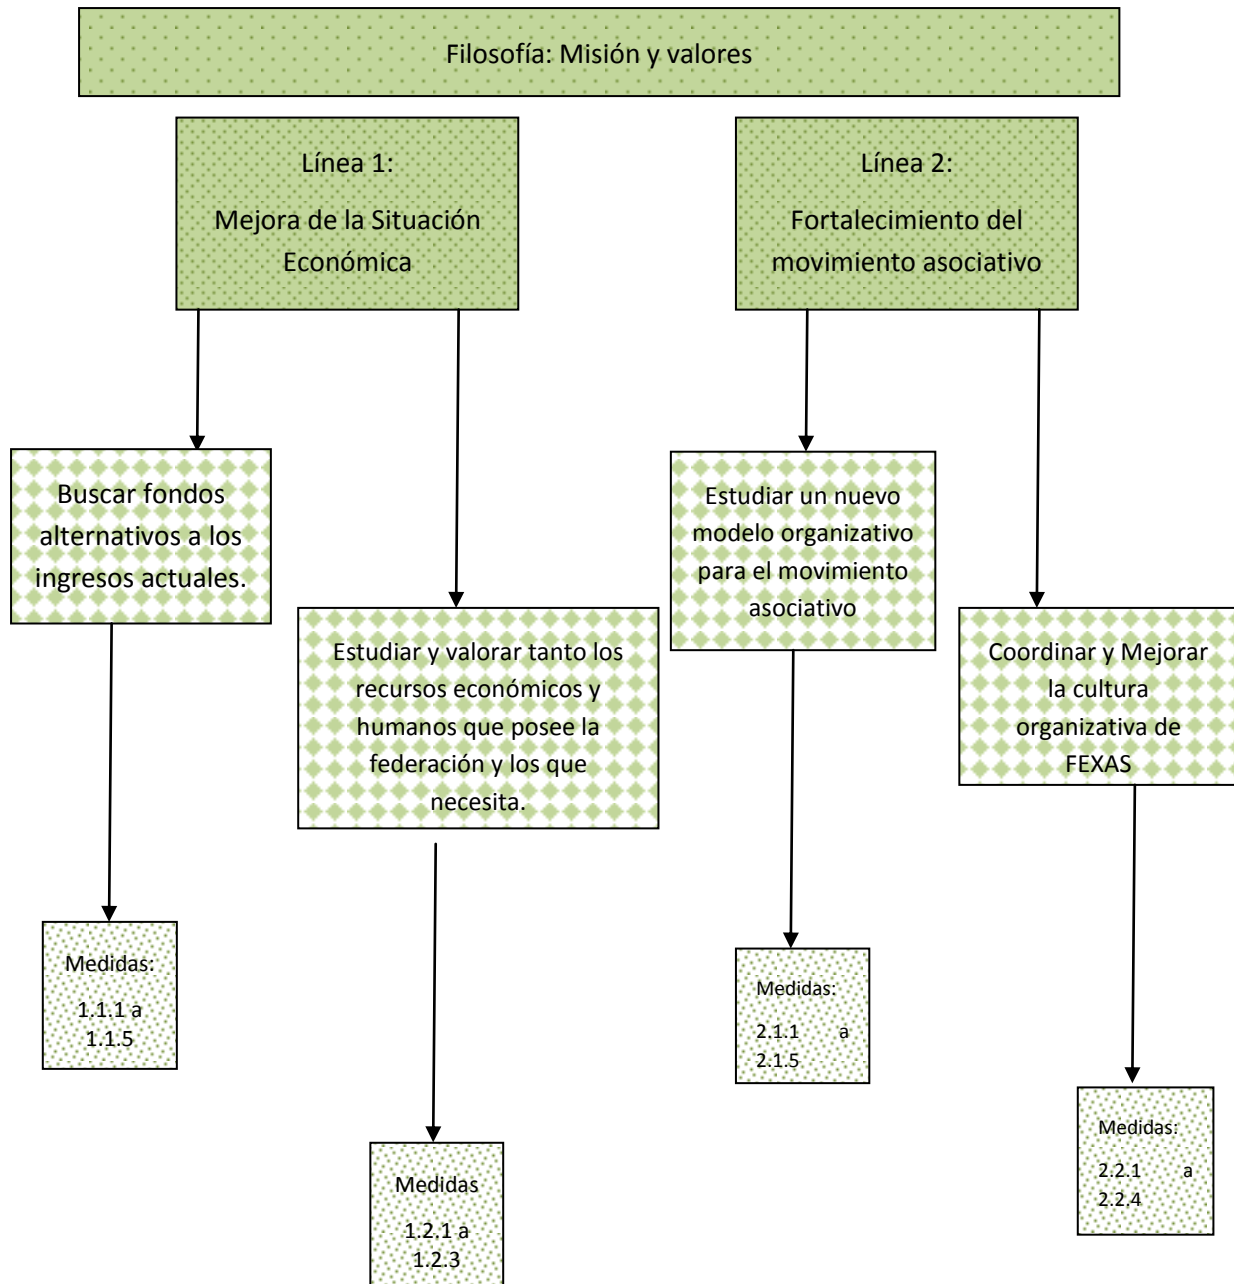 Filosofía: Misión y valores
Línea 1:
Mejora de la Situación
Económica
Línea 2:
Fortalecimiento del
movimiento asociativo
Buscar fondos
alternativos a los
ingresos actuales.
Estudiar y valorar tanto los
recursos económicos y
humanos que posee la
federación y los que
necesita.
Estudiar un nuevo
modelo organizativo
para el movimiento
asociativo
Coordinar y Mejorar
la cultura
organizativa de
FEXAS
Medidas:
1.1.1 a
1.1.5
Medidas
1.2.1 a
1.2.3
Medidas:
2.1.1 a
2.1.5
Medidas:
2.2.1 a
2.2.4